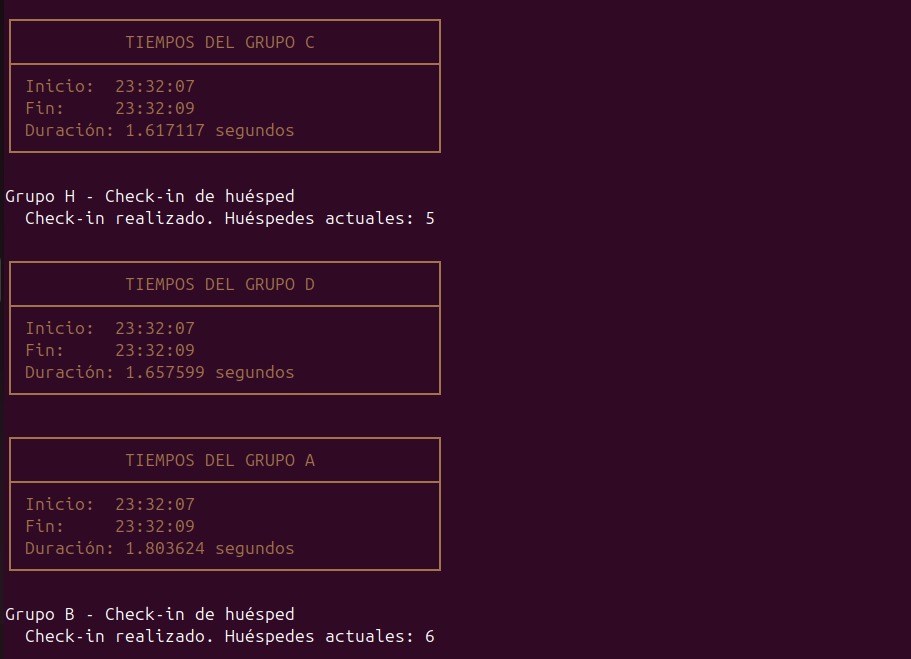 TIEMPOS DEL GRUPO C
Inicio:  23:32:07
Fin:     23:32:09
Duración: 1.617117 segundos
Grupo H - Check-in de huésped
  Check-in realizado. Huéspedes actuales: 5
TIEMPOS DEL GRUPO D
Inicio:  23:32:07
Fin:     23:32:09
Duración: 1.657599 segundos
TIEMPOS DEL GRUPO A
Inicio:  23:32:07
Fin:     23:32:09
Duración: 1.803624 segundos
Grupo B - Check-in de huésped
  Check-in realizado. Huéspedes actuales: 6